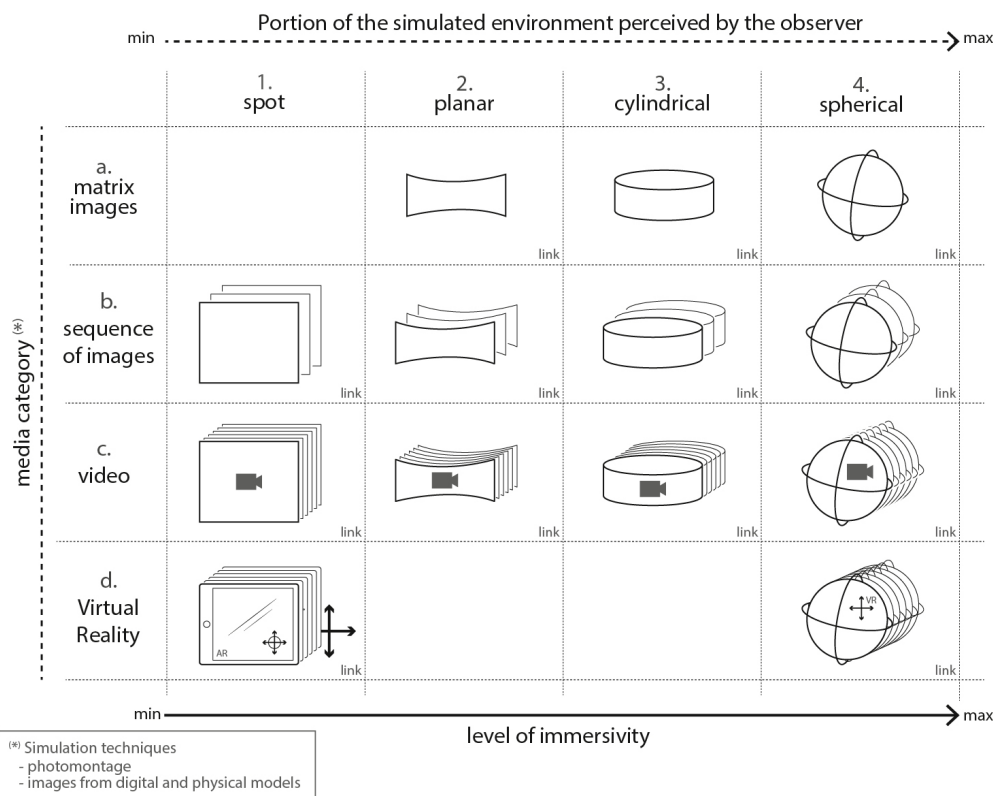 Portion of the simulated environment perceived by the observer
min
max
1.
spot
2.
planar
3.
cylindrical
4.
spherical
media category (*)
a.
matrix
images
link
link
link
b.
sequence
of images
link
link
link
link
c.
video
link
link
link
link
d.
Virtual
Reality
AR
link
VR
link
min
max
level of immersivity
(*) Simulation techniques
- photomontage
- images from digital and physical models